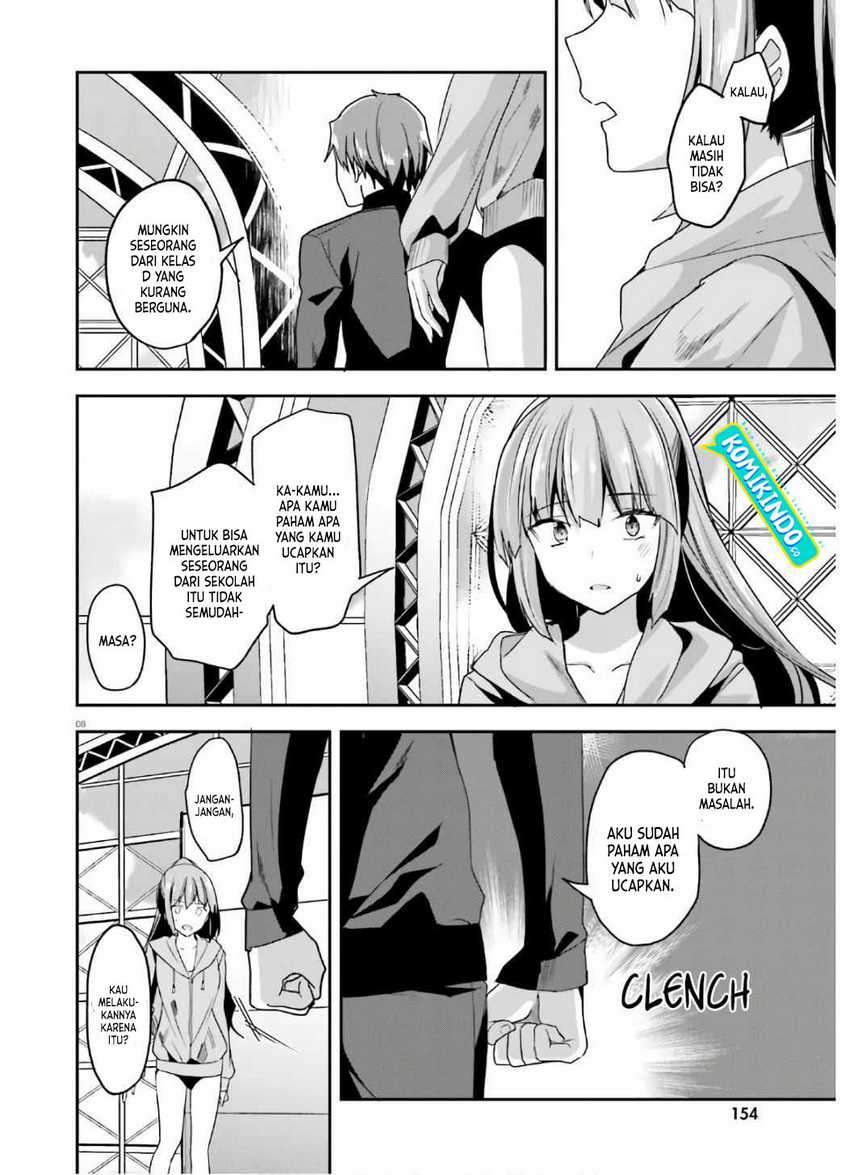 KALAU,
KALAU
MASIH
TIDAK
BISA?
MUNGKIN
SESEORANG
DARI KELAS
D YANG
KURANG
BERGUNA.
KOMIKINDO.co
KA-KAMU...
APA KAMU
PAHAM APA
YANG KAMU
UCAPKAN
ITU?
UNTUK BISA
MENGELUARKAN
SESEORANG
DARI SEKOLAH
ITU TIDAK
SEMUDAH-
MASA?
08
ITU
BUKAN
MASALAH.
AKU SUDAH
PAHAM APA
YANG AKU
UCAPKAN.
CLENCH
JANGAN-
JANGAN,
KAU
MELAKU-
KANNYA
KARENA
ITU?
154